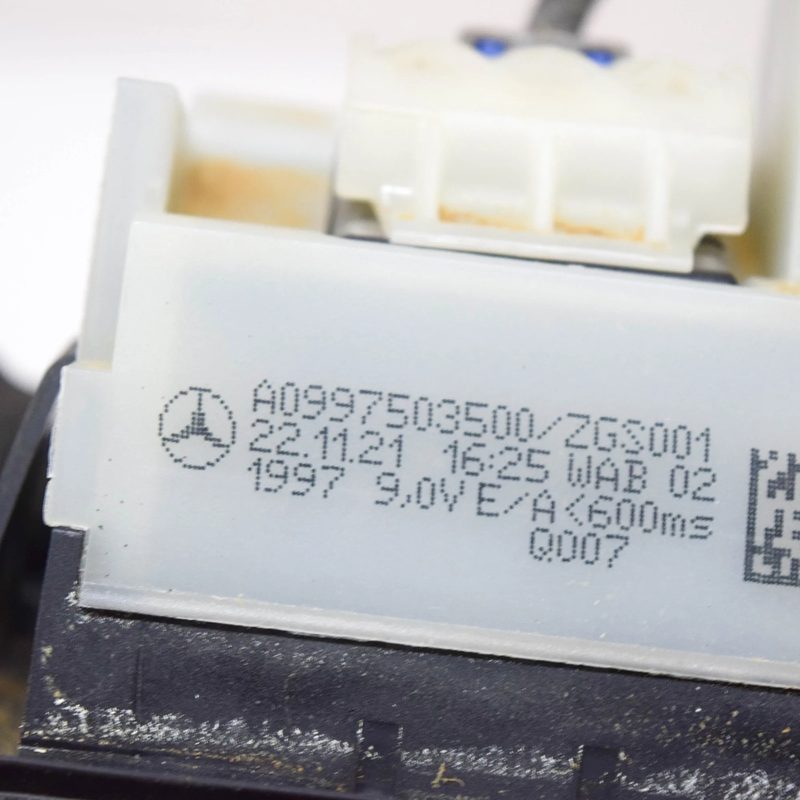 A0997503500/ZGS001
22.11.21 16:25 WAB 02
1997 9,0V E/A<600ms
Q007